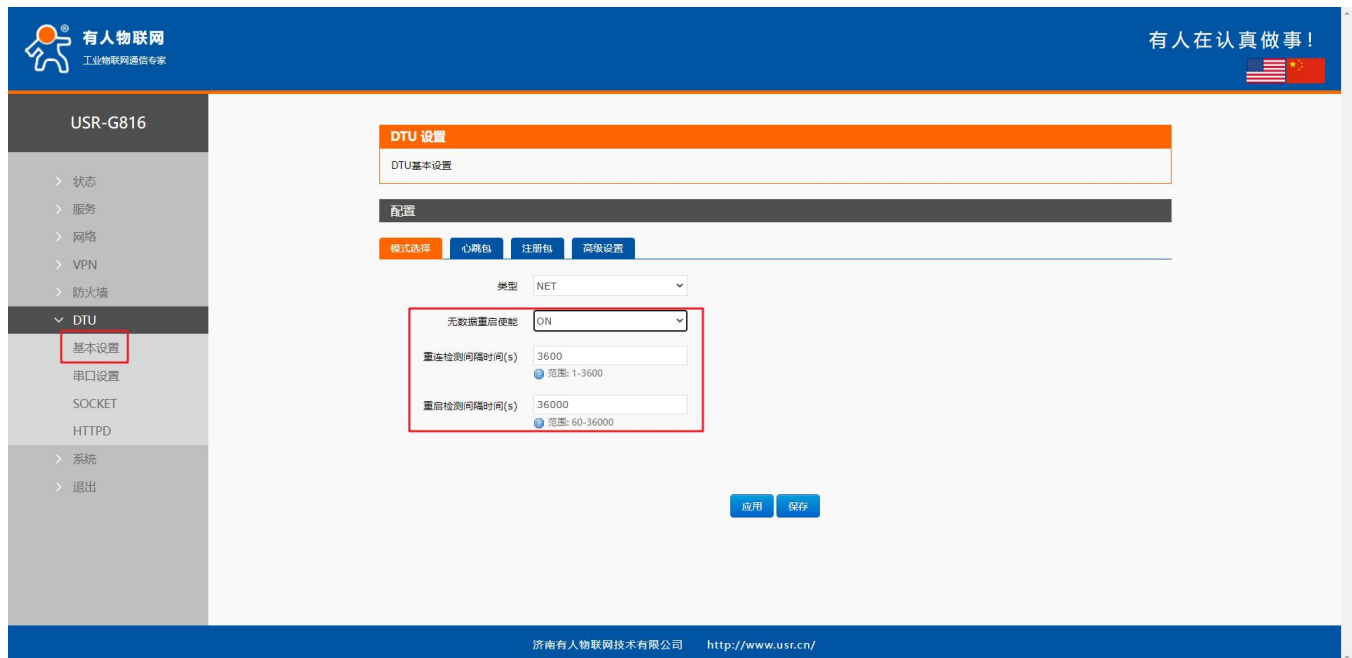 有人物联网
工业物联网通信专家
有人在认真做事!
USR-G816
状态
服务
网络
VPN
防火墙
DTU
基本设置
串口设置
SOCKET
HTTPD
系统
退出
DTU 设置
DTU基本设置
配置
模式选择 心跳包 注册包 高级设置
类型 NET
无数据重启使能 ON
重连检测间隔时间(s) 3600
范围: 1-3600
重启检测间隔时间(s) 36000
范围: 60-36000
应用 保存
济南有人物联网技术有限公司 http://www.usr.cn/